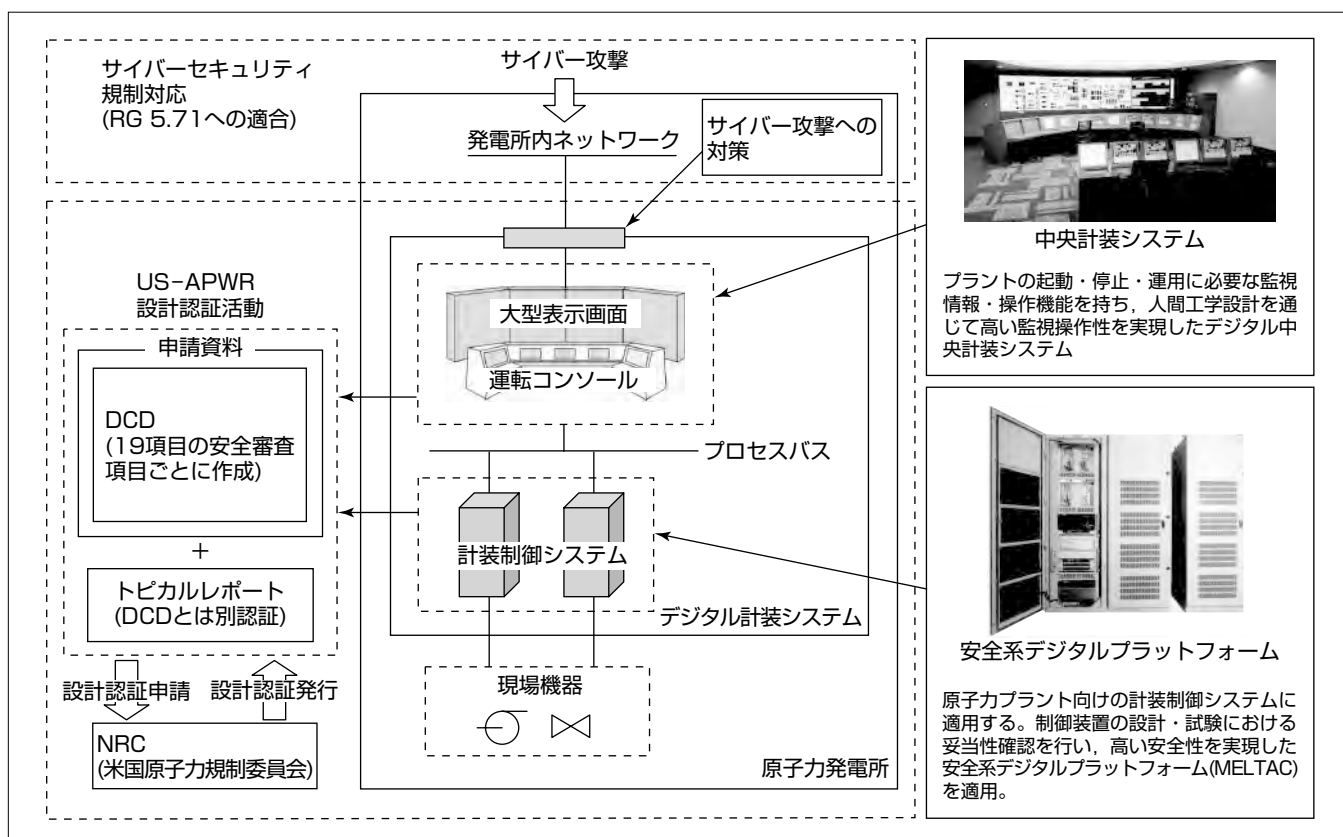 サイバーセキュリティ
規制対応
(RG 5.71への適合)
サイバー攻撃
発電所内ネットワーク
サイバー攻撃への
対策
US-APWR
設計認証活動
申請資料
DCD
(19項目の安全審査
項目ごとに作成)
+
トピカルレポート
(DCDとは別認証)
設計認証申請
設計認証発行
NRC
(米国原子力規制委員会)
大型表示画面
運転コンソール
プロセスバス
計装制御システム
デジタル計装システム
現場機器
原子力発電所
中央計装システム
プラントの起動・停止・運用に必要な監視
情報・操作機能を持ち，人間工学設計を通
じて高い監視操作性を実現したデジタル中
央計装システム
安全系デジタルプラットフォーム
原子力プラント向けの計装制御システムに
適用する。制御装置の設計・試験における
妥当性確認を行い，高い安全性を実現した
安全系デジタルプラットフォーム(MELTAC)
を適用。